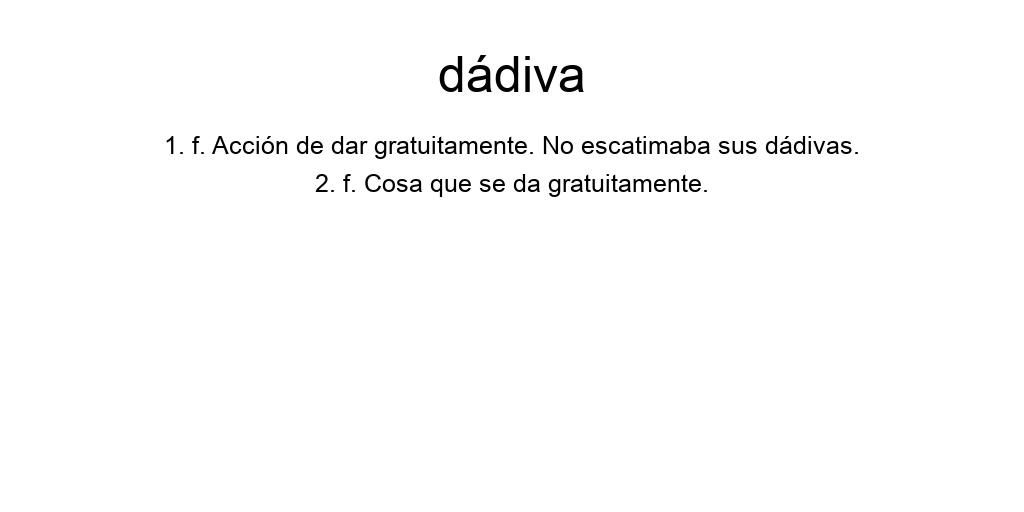 dádiva
1. f. Acción de dar gratuitamente. No escatimaba sus dádivas.
2. f. Cosa que se da gratuitamente.